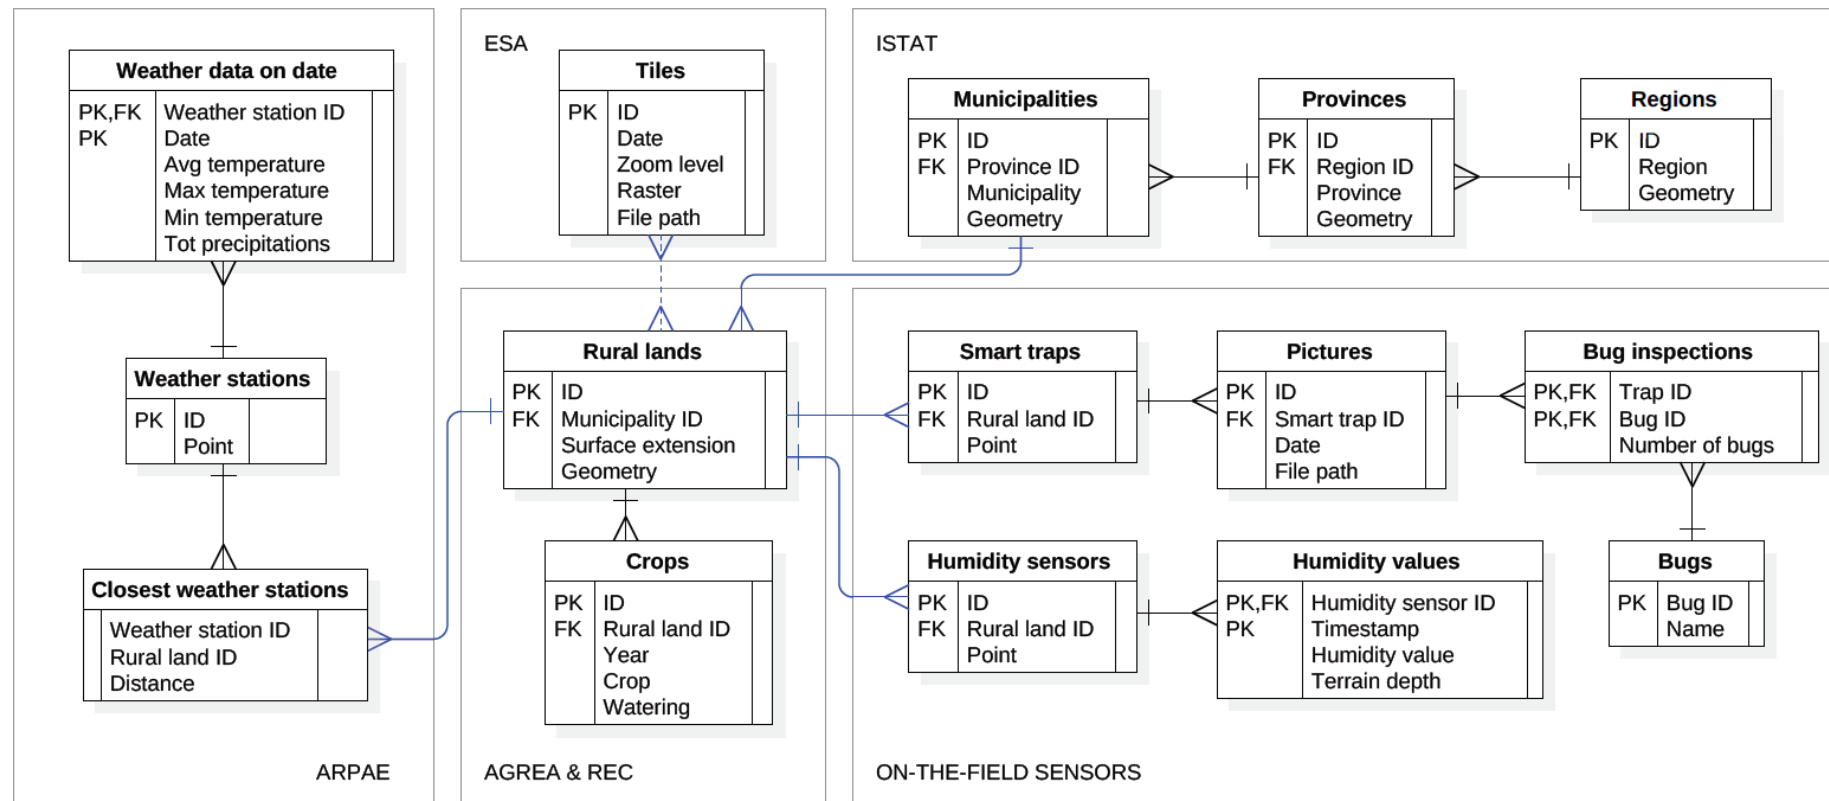 Weather data on date
PK,FK Weather station ID
PK Date
Avg temperature
Max temperature
Min temperature
Tot precipitations
Weather stations
PK ID
Point
Closest weather stations
Weather station ID
Rural land ID
Distance
ARPAE
ESA
Tiles
PK ID
Date
Zoom level
Raster
File path
ISTAT
Municipalities
PK ID
FK Province ID
Municipality
Geometry
Provinces
PK ID
FK Region ID
Province
Geometry
Regions
PK ID
Region
Geometry
Rural lands
PK ID
FK Municipality ID
Surface extension
Geometry
Crops
PK ID
FK Rural land ID
Year
Crop
Watering
AGREA & REC
Smart traps
PK ID
FK Rural land ID
Point
Pictures
PK ID
FK Smart trap ID
Date
File path
Bug inspections
PK,FK Trap ID
PK,FK Bug ID
Number of bugs
Humidity sensors
PK ID
FK Rural land ID
Point
Humidity values
PK,FK Humidity sensor ID
PK Timestamp
Humidity value
Terrain depth
Bugs
PK Bug ID
Name
ON-THE-FIELD SENSORS